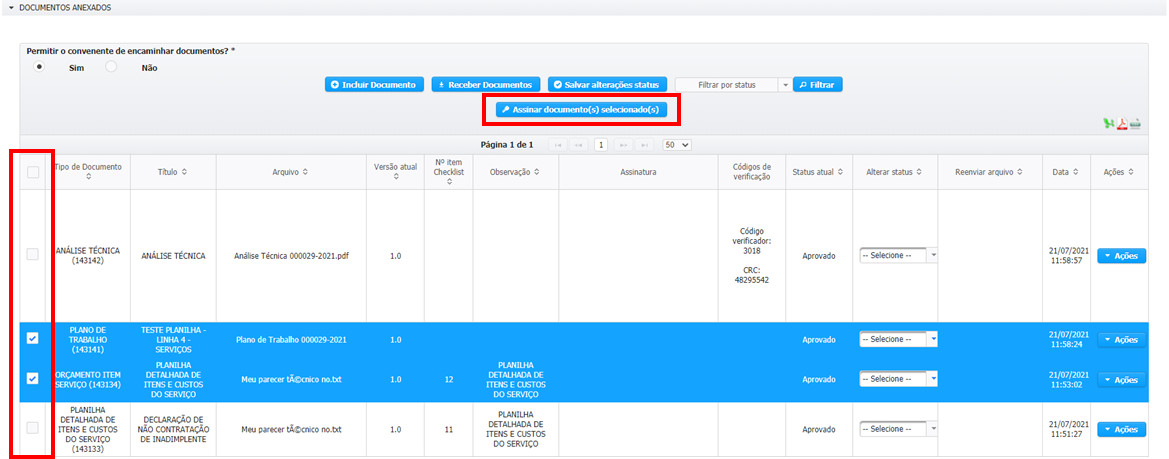 DOCUMENTOS ANEXADOS
Permitir o convenente de encaminhar documentos? *
Sim Não
Incluir Documento Receber Documentos Salvar alterações status Filtrar por status Filtrar
Assinar documento(s) selecionado(s)
Página 1 de 1 1 50
Tipo de Documento Título Arquivo Versão atual Nº item Checklist Observação Assinatura Códigos de verificação Status atual Alterar status Reenviar arquivo Data Ações
ANÁLISE TÉCNICA (143142) ANÁLISE TÉCNICA Análise Técnica 000029-2021.pdf 1.0 Código verificador: 3018 CRC: 48295542 Aprovado -- Selecione -- 21/07/2021 11:58:57 Ações
PLANO DE TRABALHO (143141) TESTE PLANILHA - LINHA 4 - SERVIÇOS Plano de Trabalho 000029-2021 1.0 Aprovado -- Selecione -- 21/07/2021 11:58:24 Ações
ORÇAMENTO ITEM SERVIÇO (143134) PLANILHA DETALHADA DE ITENS E CUSTOS DO SERVIÇO Meu parecer tÃ©cnico no.txt 1.0 12 PLANILHA DETALHADA DE ITENS E CUSTOS DO SERVIÇO Aprovado -- Selecione -- 21/07/2021 11:53:02 Ações
PLANILHA DETALHADA DE ITENS E CUSTOS DO SERVIÇO (143133) DECLARAÇÃO DE NÃO CONTRATAÇÃO DE INADIMPLENTE Meu parecer tÃ©cnico no.txt 1.0 11 PLANILHA DETALHADA DE ITENS E CUSTOS DO SERVIÇO Aprovado -- Selecione -- 21/07/2021 11:51:27 Ações